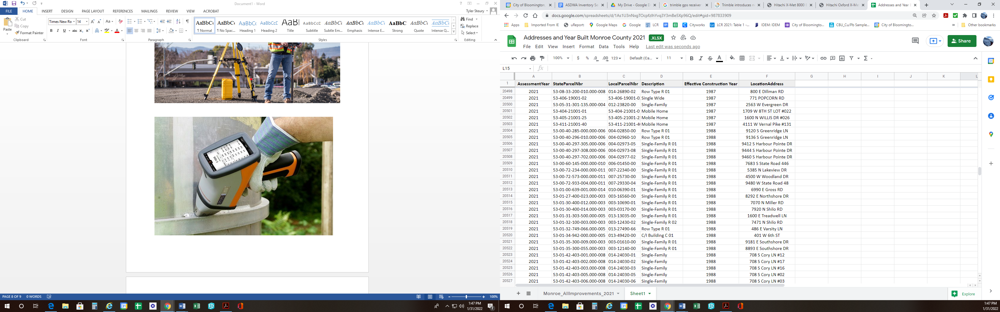 Document1 - Word
Tyler Steury
FILE HOME INSERT DESIGN PAGE LAYOUT REFERENCES MAILINGS REVIEW VIEW ACROBAT
Paste
Cut
Copy
Format Painter
Clipboard
Times New Ro 14
Font
Paragraph
AaBbCc AaBbCc AaBbCc AaBbCcC AaBl AaBbCcD AaBbCc AaBbCc AaBbCc AaBbCc AaBbCc AaBbCc
¶ Normal ¶ No Spac... Heading 1 Heading 2 Title Subtitle Subtle Em... Emphasis Intense E... Strong Quote Intense Q...
Styles
Find
Replace
Select
Editing
PAGE 8 OF 9 0 WORDS
100%
1:47 PM
1/31/2022
City of Bloomington, ASDWA Inventory Se My Drive - Google D trimble gps receiver Trimble introduces n Hitachi X-Met 8000 E Hitachi Oxford X-Me Addresses and Year B
docs.google.com/spreadsheets/d/1As1U3nNxgTOcpfzIhYvq3Y3mBe5Xp96Q/edit#gid=987833909
Apps Imported From IE uReport: Google Maps Google LCR Cityworks LCR 2021: Table 1 -... IDEM: IDEM City of Bloomingto... CBU_Cu/Pb Sample... City of Bloomingto... » Other bookmarks
Addresses and Year Built Monroe County 2021 .XLSX
Share
File Edit View Insert Format Data Tools Help Last edit was seconds ago
100% $ % .0 .00 123 Default (Ca... 11 B I S A
L15 fx
A B C D E F G H I J K L
1 AssessmentYear StateParcelNbr LocalParcelNbr Description Effective Construction Year LocationAddress
20498 2021 53-08-33-200-010.000-008 014-26890-02 Row Type R 01 1987 800 E Dillman RD
20499 2021 53-406-19001-02 53-406-19001-0 Single Wide 1987 771 POPCORN RD
20500 2021 53-05-31-301-135.000-004 012-23820-00 Single-Family 1987 2563 W Evergreen DR
20501 2021 53-404-21001-01 53-404-21001-0 Mobile Home 1987 1709 W 8TH ST LOT #022
20502 2021 53-405-21001-25 53-405-21001-2 Mobile Home 1987 1600 N WILLIS DR #026
20503 2021 53-411-21001-40 53-411-21001-4 Mobile Home 1987 4111 W Vernal Pike #131
20504 2021 53-00-40-285-000.000-006 004-02850-00 Row Type R 01 1988 9120 S Greenridge LN
20505 2021 53-00-40-296-010.000-006 004-02960-10 Row Type R 01 1988 9136 S Greenridge LN
20506 2021 53-00-40-297-305.000-006 004-02973-05 Single-Family R 01 1988 9412 S Harbour Pointe DR
20507 2021 53-00-40-297-308.000-006 004-02973-08 Single-Family R 01 1988 9444 S Harbour Pointe DR
20508 2021 53-00-40-297-702.000-006 004-02977-02 Single-Family R 01 1988 9460 S Harbour Pointe DR
20509 2021 53-00-60-145-000.000-010 006-01450-00 Single-Family R 01 1988 7683 S State Road 446
20510 2021 53-00-72-234-000.000-011 007-22340-00 Single-Family R 01 1988 5385 N Lakeview DR
20511 2021 53-00-72-573-000.000-011 007-25730-00 Single-Family R 01 1988 4500 W Woodland DR
20512 2021 53-00-72-933-004.000-011 007-29330-04 Single-Family R 01 1988 9480 W State Road 48
20513 2021 53-01-00-639-001.000-014 010-06390-01 Single-Family R 01 1988 6990 E Gross RD
20514 2021 53-01-27-400-023.000-003 003-16560-00 Single-Family R 01 1988 8292 E Northshore DR
20515 2021 53-01-30-400-012.000-003 003-10690-01 Single-Family R 01 1988 7070 N Miller RD
20516 2021 53-01-30-400-014.000-003 003-03170-00 Single-Family R 01 1988 7920 N Shilo RD
20517 2021 53-01-31-303-500.000-005 013-13035-00 Single-Family R 01 1988 1600 E Treadwell LN
20518 2021 53-01-32-100-003.000-003 003-12430-02 Single-Family R 02 1988 7471 N Shilo RD
20519 2021 53-01-32-749-066.000-005 013-27490-66 Row Type R 01 1988 486 E Varsity LN
20520 2021 53-01-34-942-000.000-005 013-49420-00 C/I Building C 01 1988 401 W 6th ST
20521 2021 53-01-35-300-009.000-003 003-01610-00 Single-Family R 01 1988 9181 E Southshore DR
20522 2021 53-01-35-300-055.000-003 003-12140-00 Single-Family R 01 1988 8893 E Southshore DR
20523 2021 53-01-42-403-001.000-008 014-24030-01 Single-Family 1988 708 S Cory LN #12
20524 2021 53-01-42-403-002.000-008 014-24030-02 Single-Family 1988 708 S Cory LN #17
20525 2021 53-01-42-403-003.000-008 014-24030-03 Single-Family 1988 708 S Cory LN #16
20526 2021 53-01-42-403-005.000-008 014-24030-05 Single-Family 1988 708 S Cory LN #02
20527 2021 53-01-42-403-006.000-008 014-24030-06 Single-Family 1988 708 S Cory LN #03
Monroe_AllImprovements_2021 Sheet1 Explore
1:47 PM
1/31/2022